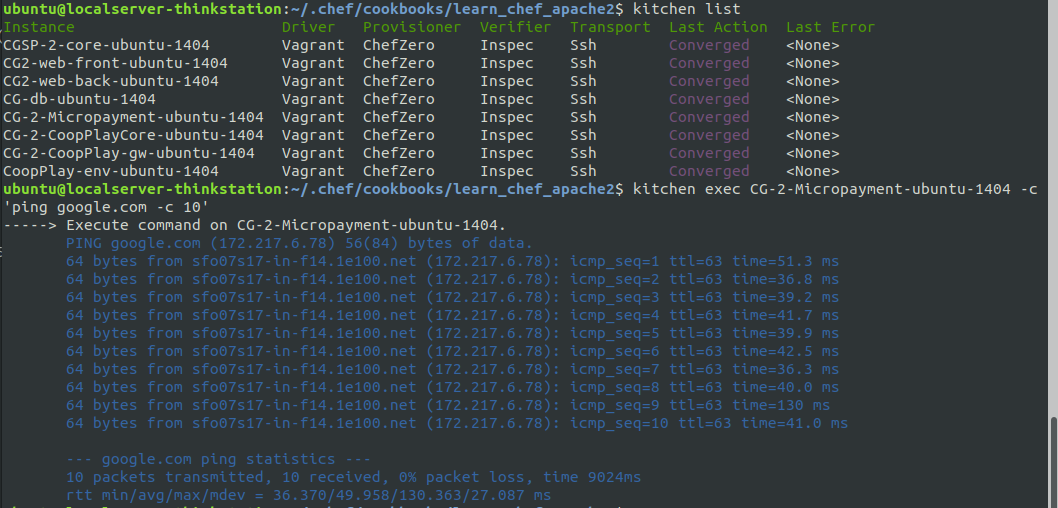 ubuntu@localserver-thinkstation:~/.chef/cookbooks/learn_chef_apache2$ kitchen list
Instance Driver Provisioner Verifier Transport Last Action Last Error
CGSP-2-core-ubuntu-1404 Vagrant ChefZero Inspec Ssh Converged <None>
CG2-web-front-ubuntu-1404 Vagrant ChefZero Inspec Ssh Converged <None>
CG2-web-back-ubuntu-1404 Vagrant ChefZero Inspec Ssh Converged <None>
CG-db-ubuntu-1404 Vagrant ChefZero Inspec Ssh Converged <None>
CG-2-Micropayment-ubuntu-1404 Vagrant ChefZero Inspec Ssh Converged <None>
CG-2-CoopPlayCore-ubuntu-1404 Vagrant ChefZero Inspec Ssh Converged <None>
CG-2-CoopPlay-gw-ubuntu-1404 Vagrant ChefZero Inspec Ssh Converged <None>
CoopPlay-env-ubuntu-1404 Vagrant ChefZero Inspec Ssh Converged <None>
ubuntu@localserver-thinkstation:~/.chef/cookbooks/learn_chef_apache2$ kitchen exec CG-2-Micropayment-ubuntu-1404 -c
'ping google.com -c 10'
-----> Execute command on CG-2-Micropayment-ubuntu-1404.
PING google.com (172.217.6.78) 56(84) bytes of data.
64 bytes from sfo07s17-in-f14.1e100.net (172.217.6.78): icmp_seq=1 ttl=63 time=51.3 ms
64 bytes from sfo07s17-in-f14.1e100.net (172.217.6.78): icmp_seq=2 ttl=63 time=36.8 ms
64 bytes from sfo07s17-in-f14.1e100.net (172.217.6.78): icmp_seq=3 ttl=63 time=39.2 ms
64 bytes from sfo07s17-in-f14.1e100.net (172.217.6.78): icmp_seq=4 ttl=63 time=41.7 ms
64 bytes from sfo07s17-in-f14.1e100.net (172.217.6.78): icmp_seq=5 ttl=63 time=39.9 ms
64 bytes from sfo07s17-in-f14.1e100.net (172.217.6.78): icmp_seq=6 ttl=63 time=42.5 ms
64 bytes from sfo07s17-in-f14.1e100.net (172.217.6.78): icmp_seq=7 ttl=63 time=36.3 ms
64 bytes from sfo07s17-in-f14.1e100.net (172.217.6.78): icmp_seq=8 ttl=63 time=40.0 ms
64 bytes from sfo07s17-in-f14.1e100.net (172.217.6.78): icmp_seq=9 ttl=63 time=130 ms
64 bytes from sfo07s17-in-f14.1e100.net (172.217.6.78): icmp_seq=10 ttl=63 time=41.0 ms
--- google.com ping statistics ---
10 packets transmitted, 10 received, 0% packet loss, time 9024ms
rtt min/avg/max/mdev = 36.370/49.958/130.363/27.087 ms